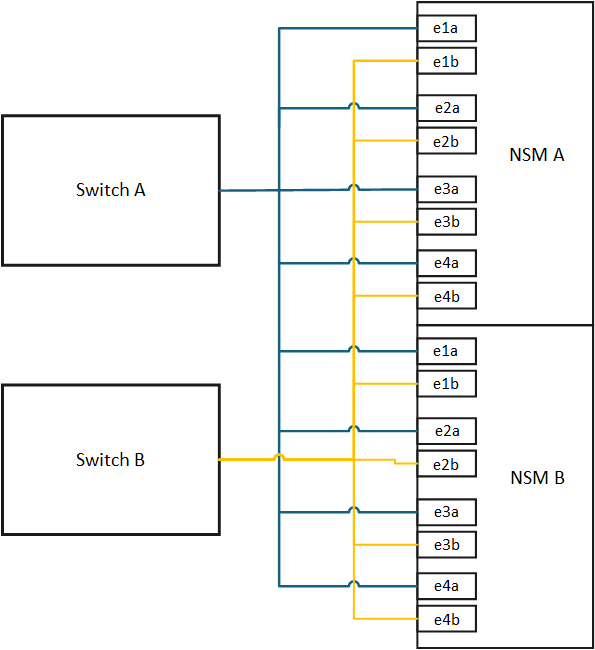 e1a
e1b
e2a
e2b
NSM A
Switch A
e3a
e3b
e4a
e4b
e1a
e1b
e2a
Switch B
e2b
NSM B
e3a
e3b
e4a
e4b